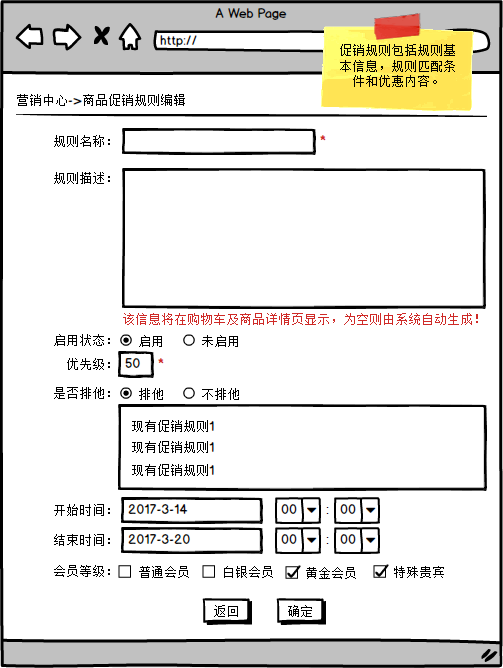 A Web Page
http://
促销规则包括规则基
本信息，规则匹配条
件和优惠内容。
营销中心->商品促销规则编辑
规则名称： *
规则描述：
该信息将在购物车及商品详情页显示，为空则由系统自动生成！
启用状态： 启用 未启用
优先级： 50 *
是否排他： 排他 不排他
现有促销规则1
现有促销规则1
现有促销规则1
开始时间： 2017-3-14 00 : 00
结束时间： 2017-3-20 00 : 00
会员等级： 普通会员 白银会员 黄金会员 特殊贵宾
返回 确定